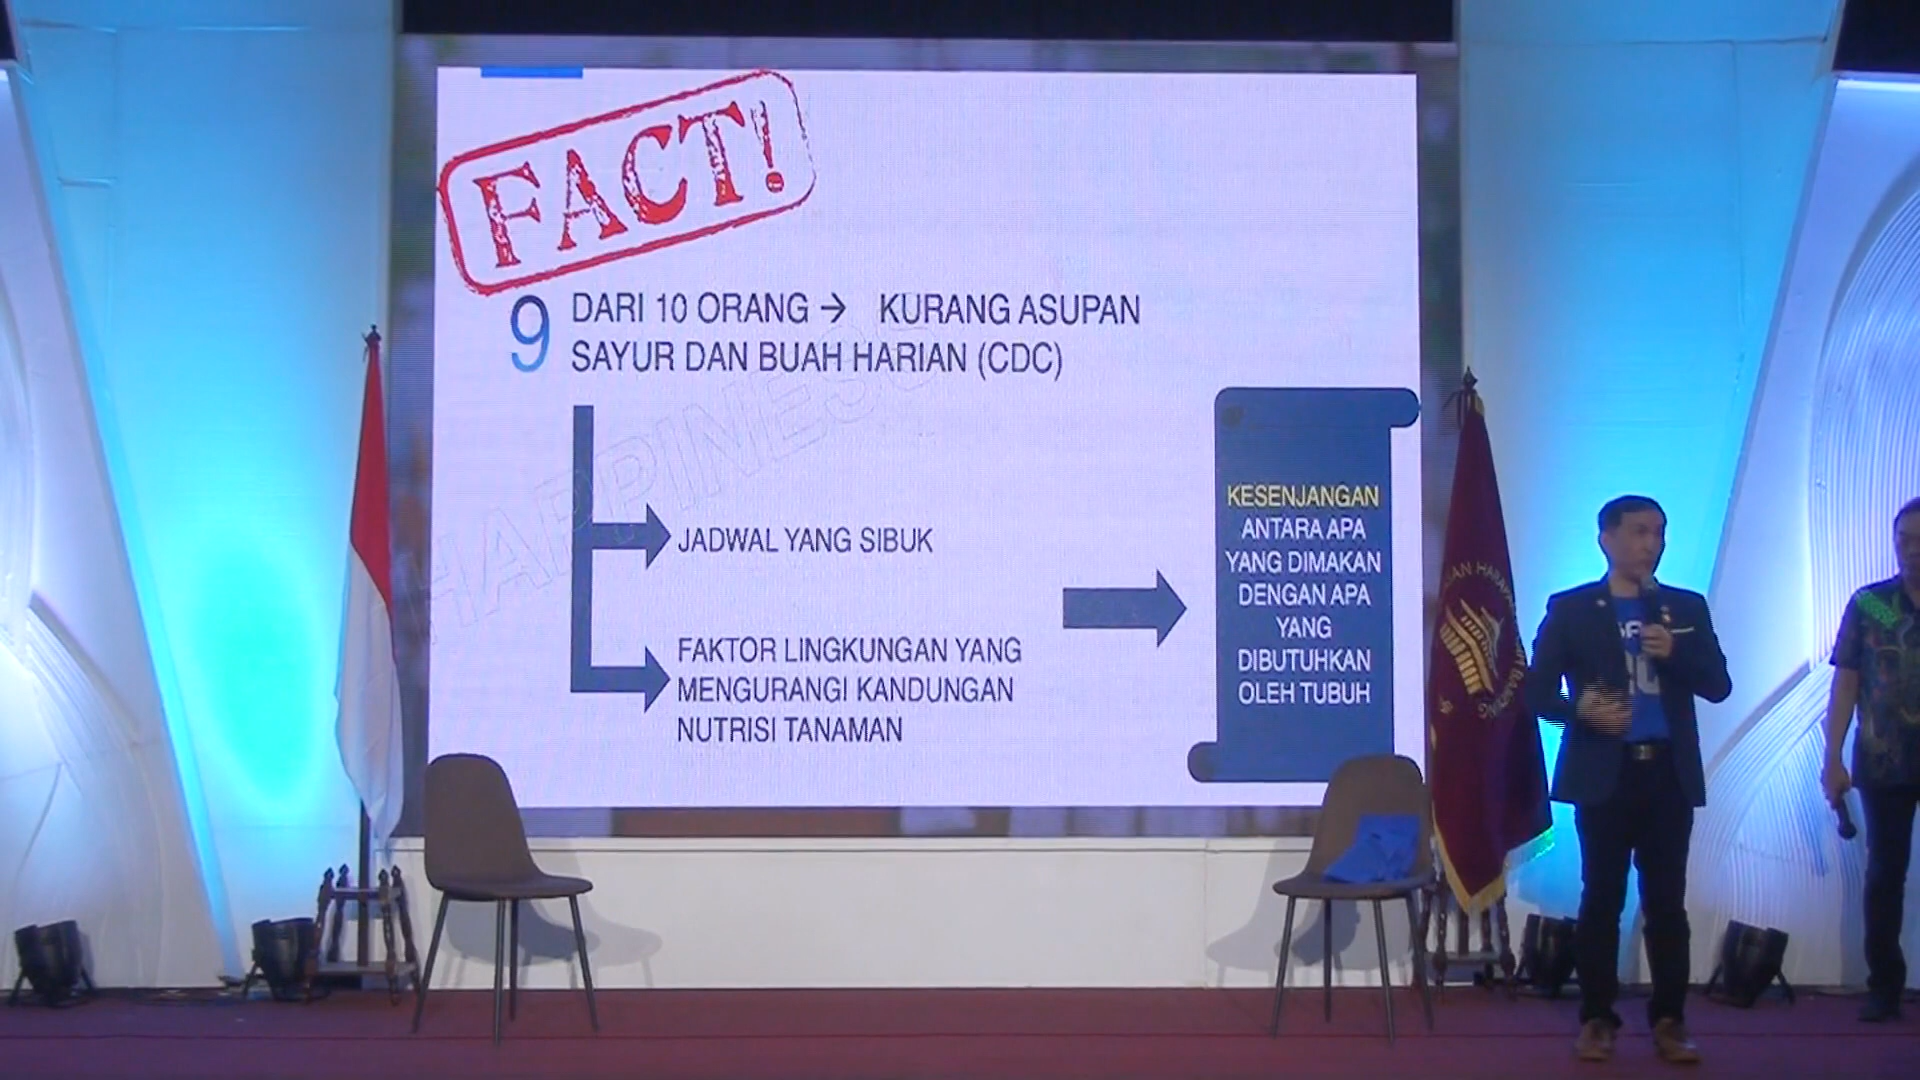 FACT!
9 DARI 10 ORANG → KURANG ASUPAN
SAYUR DAN BUAH HARIAN (CDC)
HAPPINESS
JADWAL YANG SIBUK
FAKTOR LINGKUNGAN YANG
MENGURANGI KANDUNGAN
NUTRISI TANAMAN
KESENJANGAN
ANTARA APA
YANG DIMAKAN
DENGAN APA
YANG
DIBUTUHKAN
OLEH TUBUH